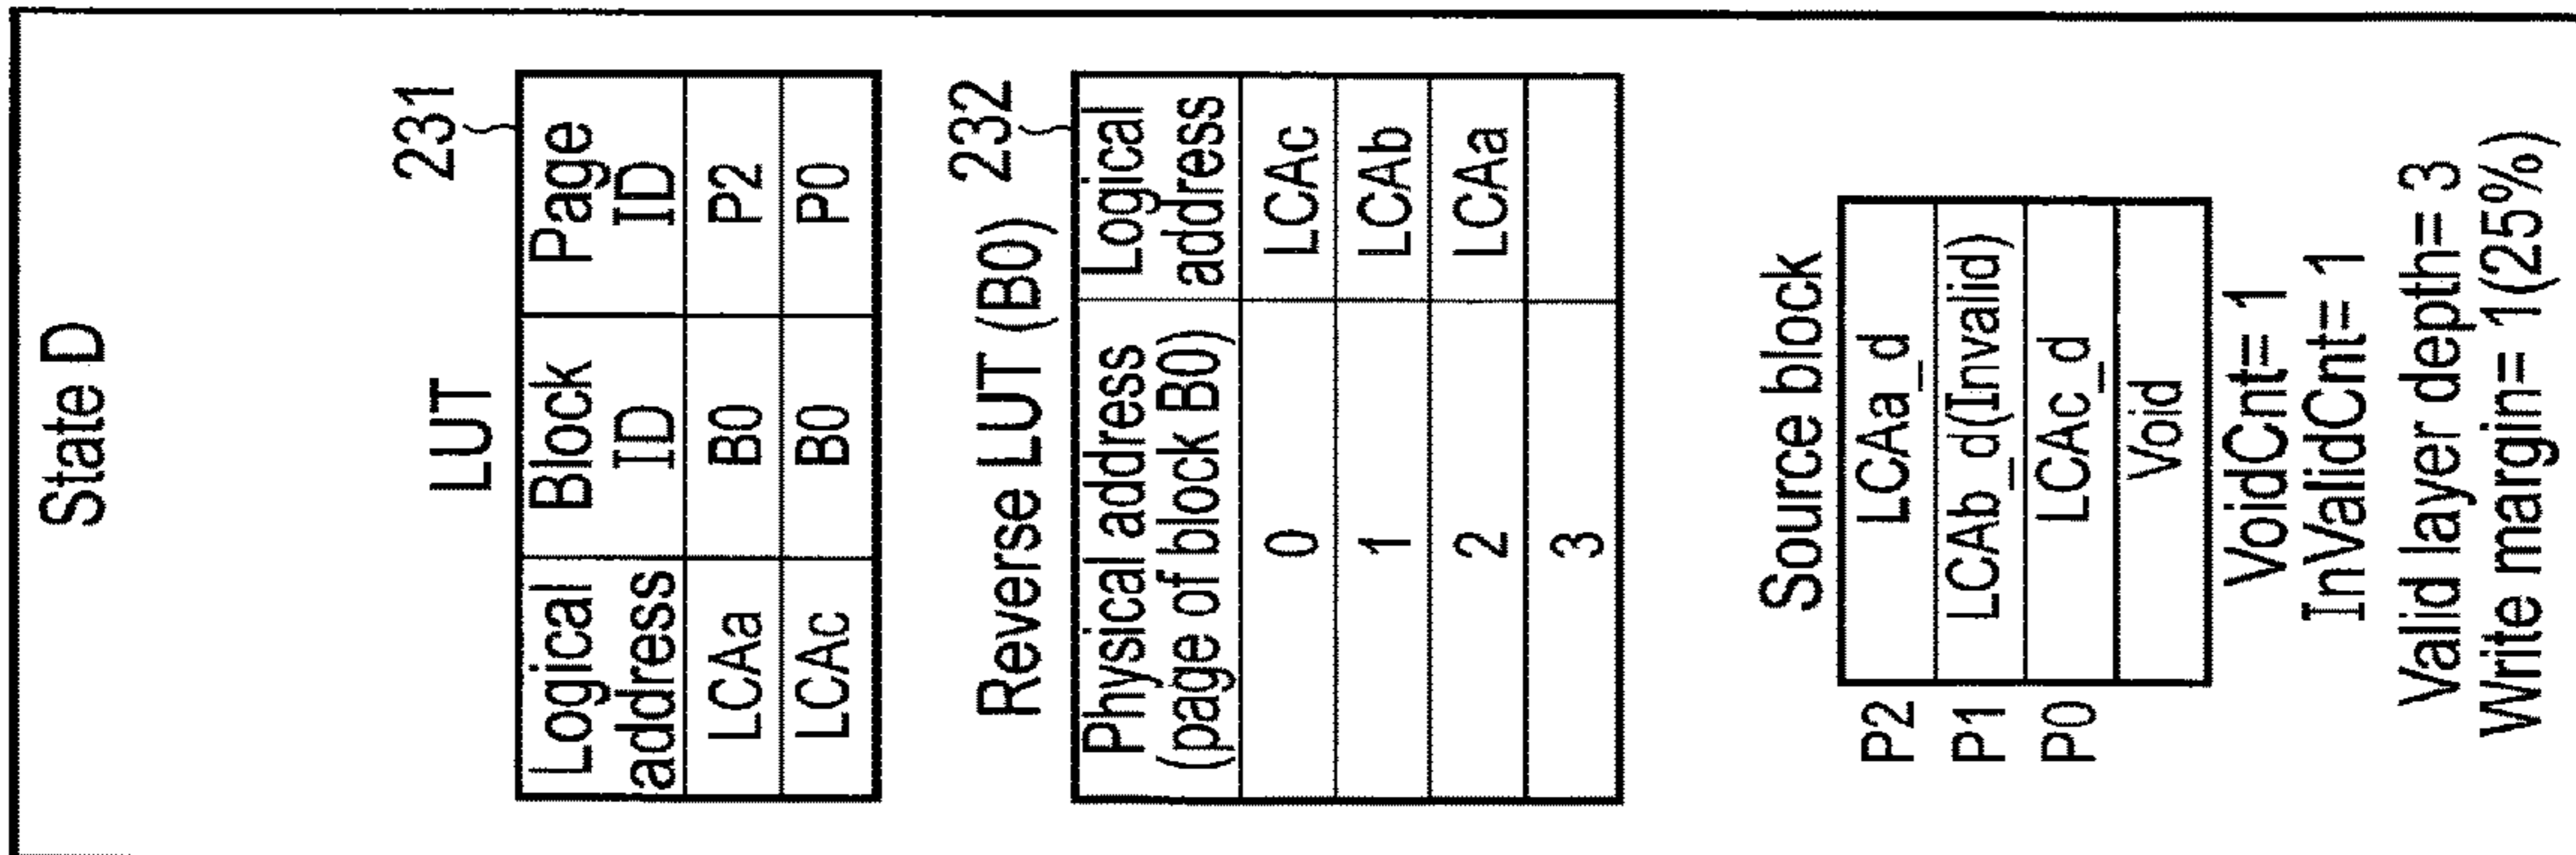 State D
LUT
231
Logical address Block ID Page ID
LCAa B0 P2
LCAc B0 P0
Reverse LUT (B0) 232
Physical address (page of block B0) Logical address
0 LCAc
1 LCAb
2 LCAa
3
Source block
P2 LCAa_d
P1 LCAb_d(Invalid)
P0 LCAc_d
Void
VoidCnt= 1
InValidCnt= 1
Valid layer depth= 3
Write margin= 1(25%)